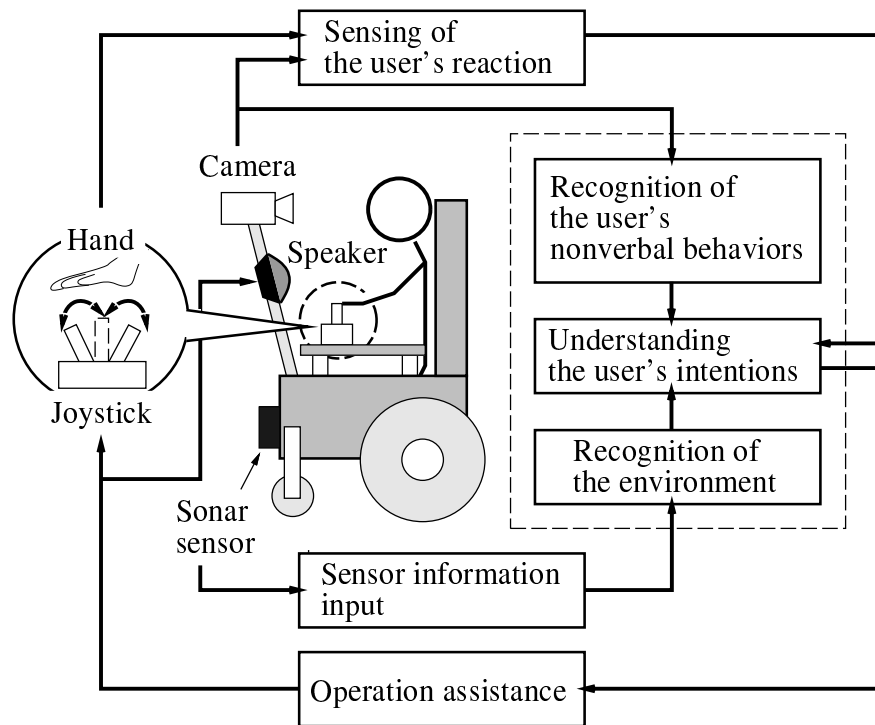 Sensing of
the user's reaction
Camera
Recognition of
the user's
nonverbal behaviors
Hand
Speaker
Understanding
the user's intentions
Joystick
Recognition of
the environment
Sonar
sensor
Sensor information
input
Operation assistance